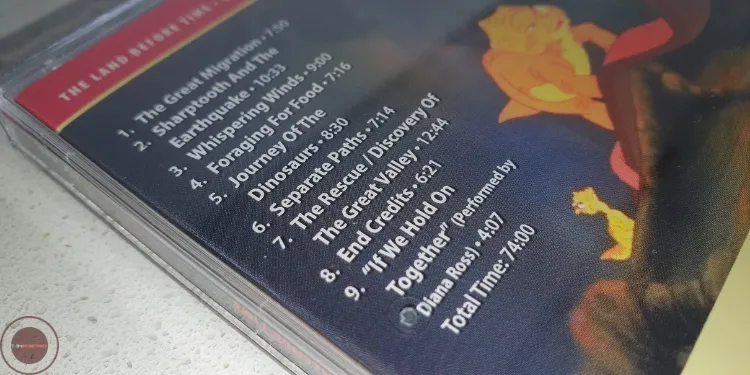 THE LAND BEFORE TIME •
1. The Great Migration • 7:50
2. Sharptooth And The
Earthquake • 10:33
3. Whispering Winds • 9:00
4. Foraging For Food • 7:16
5. Journey Of The
Dinosaurs • 8:30
6. Separate Paths • 7:14
7. The Rescue / Discovery Of
The Great Valley • 12:44
8. End Credits • 6:21
9. “If We Hold On
Together” (Performed by
Diana Ross) • 4:07
Total Time: 74:00